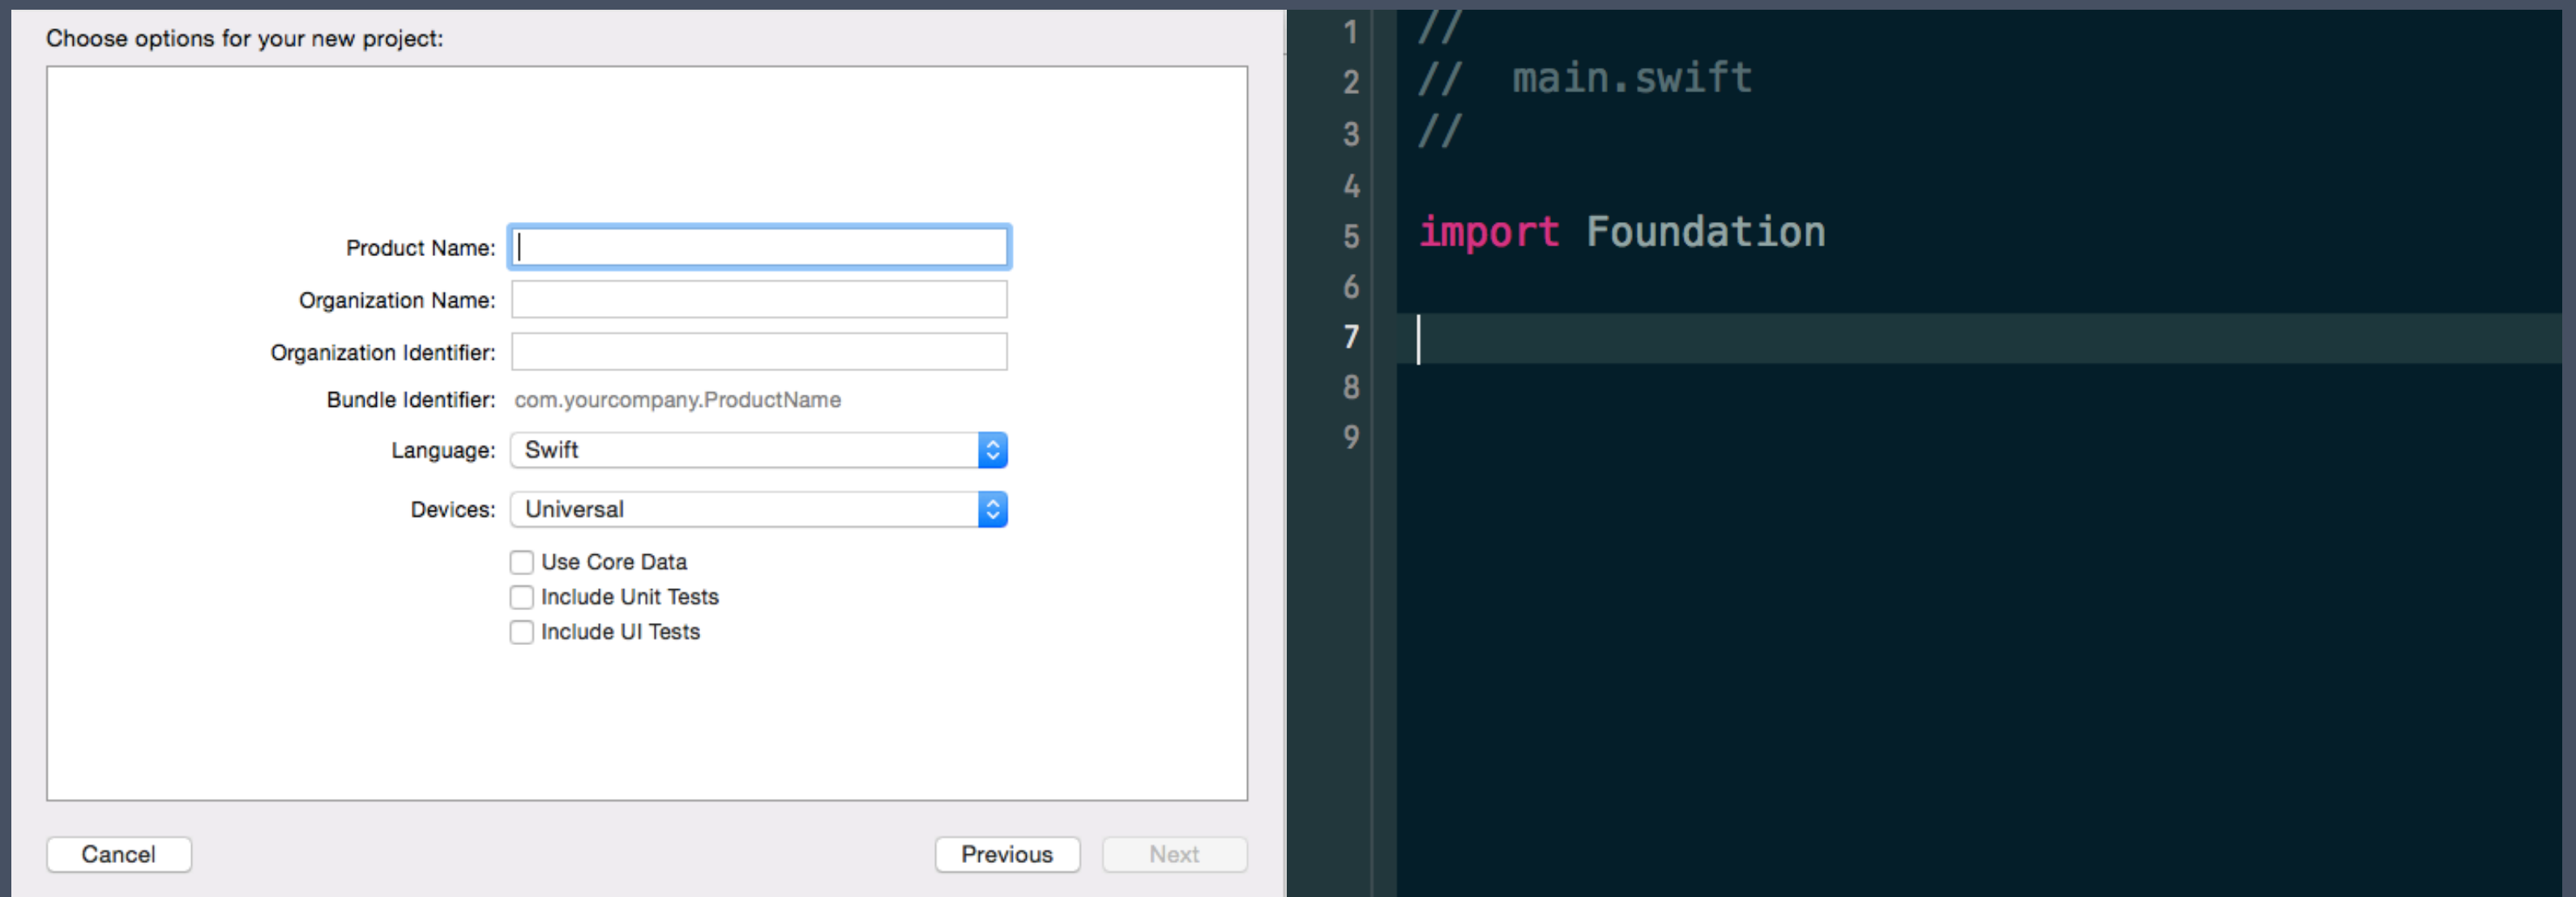 Choose options for your new project:
Product Name:
Organization Name:
Organization Identifier:
Bundle Identifier: com.yourcompany.ProductName
Language: Swift
Devices: Universal
Use Core Data
Include Unit Tests
Include UI Tests
Cancel
Previous
Next
1 //
2 // main.swift
3 //
4
5 import Foundation
6
7
8
9